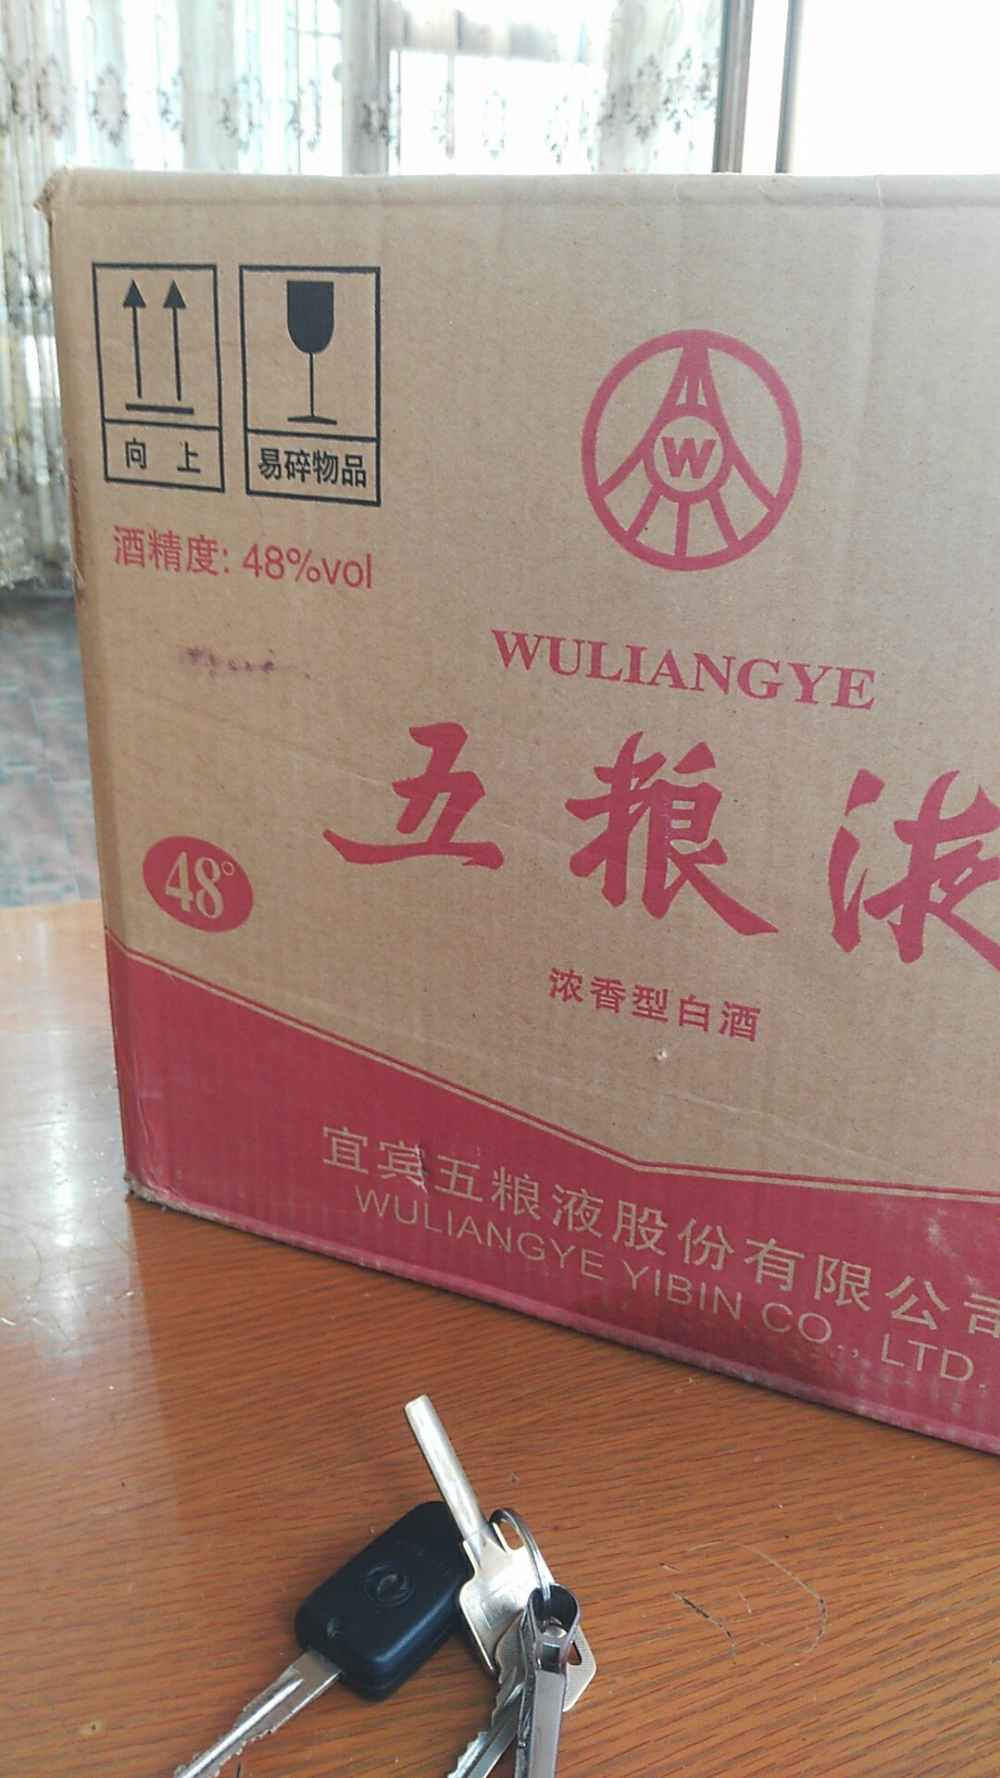 向上
易碎物品
酒精度: 48%vol
W
WULIANGYE
五粮液
48°
浓香型白酒
宜宾五粮液股份有限公司
WULIANGYE YIBIN CO., LTD.